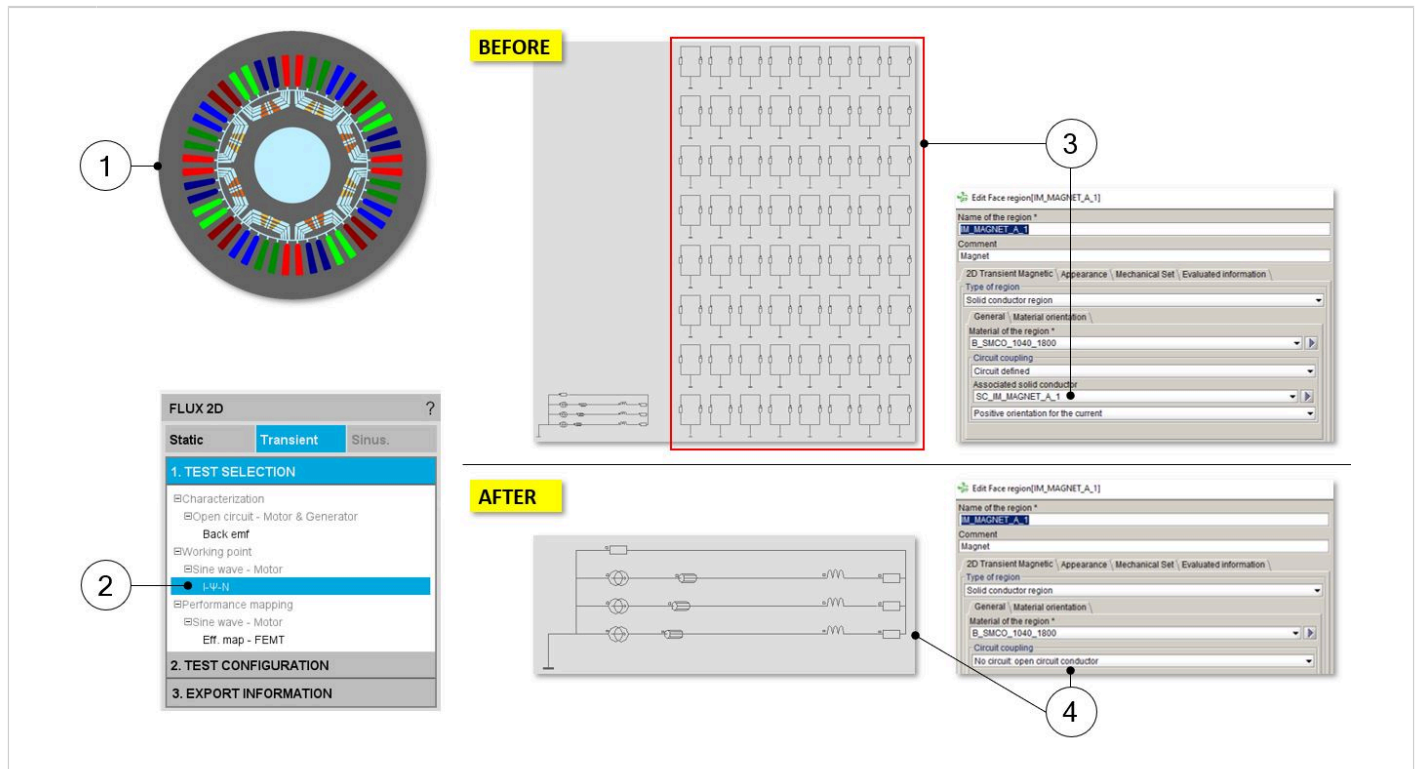 BEFORE
1
3
Edit Face region[IM_MAGNET_A_1]
Name of the region *
IM_MAGNET_A_1
Comment
Magnet
2D Transient Magnetic Appearance Mechanical Set Evaluated information
Type of region
Solid conductor region
General Material orientation
Material of the region *
B_SMCO_1040_1800
Circuit coupling
Circuit defined
Associated solid conductor
SC_IM_MAGNET_A_1
Positive orientation for the current
FLUX 2D ?
Static Transient Sinus.
1. TEST SELECTION
Characterization
Open circuit - Motor & Generator
Back emf
Working point
Sine wave - Motor
2
I-Ψ-N
Performance mapping
Sine wave - Motor
Eff. map - FEMT
2. TEST CONFIGURATION
3. EXPORT INFORMATION
AFTER
Edit Face region[IM_MAGNET_A_1]
Name of the region *
IM_MAGNET_A_1
Comment
Magnet
2D Transient Magnetic Appearance Mechanical Set Evaluated information
Type of region
Solid conductor region
General Material orientation
Material of the region *
B_SMCO_1040_1800
Circuit coupling
No circuit: open circuit conductor
4